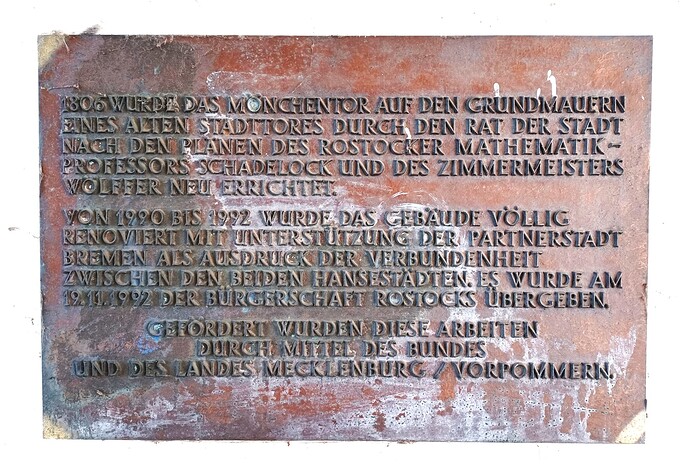 1806 WURDE DAS MÖNCHENTOR AUF DEN GRUNDMAUERN
EINES ALTEN STADTTORES DURCH DEN RAT DER STADT
NACH DEN PLÄNEN DES ROSTOCKER MATHEMATIK-
PROFESSORS SCHADELOCK UND DES ZIMMERMEISTERS
WÖLFFER NEU ERRICHTET.
VON 1990 BIS 1992 WURDE DAS GEBÄUDE VÖLLIG
RENOVIERT MIT UNTERSTÜTZUNG DER PARTNERSTADT
BREMEN ALS AUSDRUCK DER VERBUNDENHEIT
ZWISCHEN DEN BEIDEN HANSESTÄDTEN. ES WURDE AM
19.11.1992 DER BÜRGERSCHAFT ROSTOCKS ÜBERGEBEN.
GEFÖRDERT WURDEN DIESE ARBEITEN
DURCH MITTEL DES BUNDES
UND DES LANDES MECKLENBURG / VORPOMMERN.